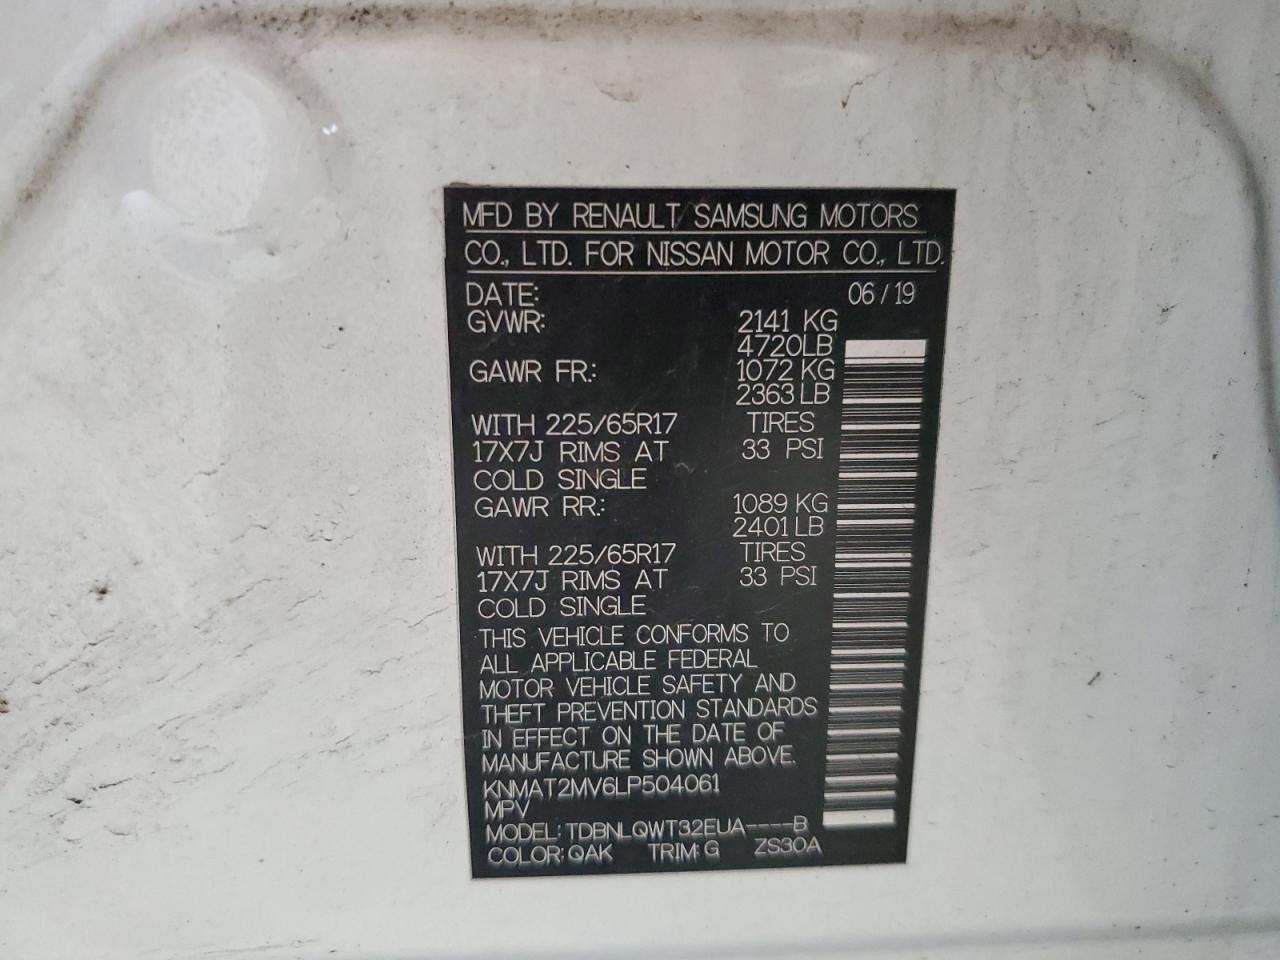 MFD BY RENAULT SAMSUNG MOTORS
CO., LTD. FOR NISSAN MOTOR CO., LTD.
DATE: 06/19
GVWR: 2141 KG
4720LB
GAWR FR.: 1072 KG
2363 LB
WITH 225/65R17 TIRES
17X7J RIMS AT 33 PSI
COLD SINGLE
GAWR RR.: 1089 KG
2401 LB
WITH 225/65R17 TIRES
17X7J RIMS AT 33 PSI
COLD SINGLE
THIS VEHICLE CONFORMS TO
ALL APPLICABLE FEDERAL
MOTOR VEHICLE SAFETY AND
THEFT PREVENTION STANDARDS
IN EFFECT ON THE DATE OF
MANUFACTURE SHOWN ABOVE.
KNMAT2MV6LP504061
MPV
MODEL: TDBNLQWT32EUA----B
COLOR: QAK TRIM: G ZS30A